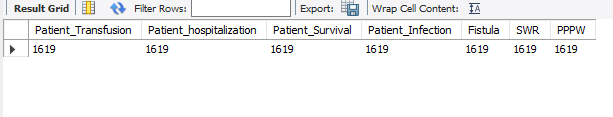 Result Grid Filter Rows: Export: Wrap Cell Content:
Patient_Transfusion Patient_hospitalization Patient_Survival Patient_Infection Fistula SWR PPPW
1619 1619 1619 1619 1619 1619 1619